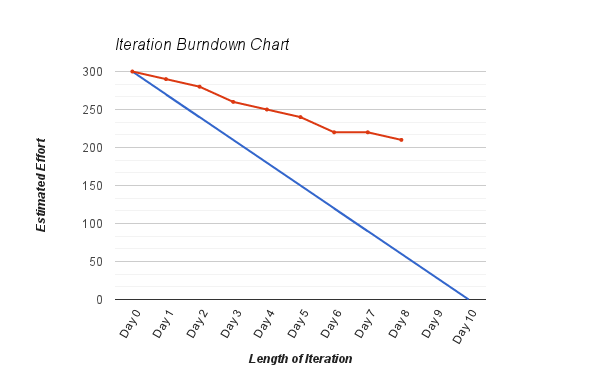 Iteration Burndown Chart
300
250
200
150
100
50
0
Estimated Effort
Day 0
Day 1
Day 2
Day 3
Day 4
Day 5
Day 6
Day 7
Day 8
Day 9
Day 10
Length of Iteration